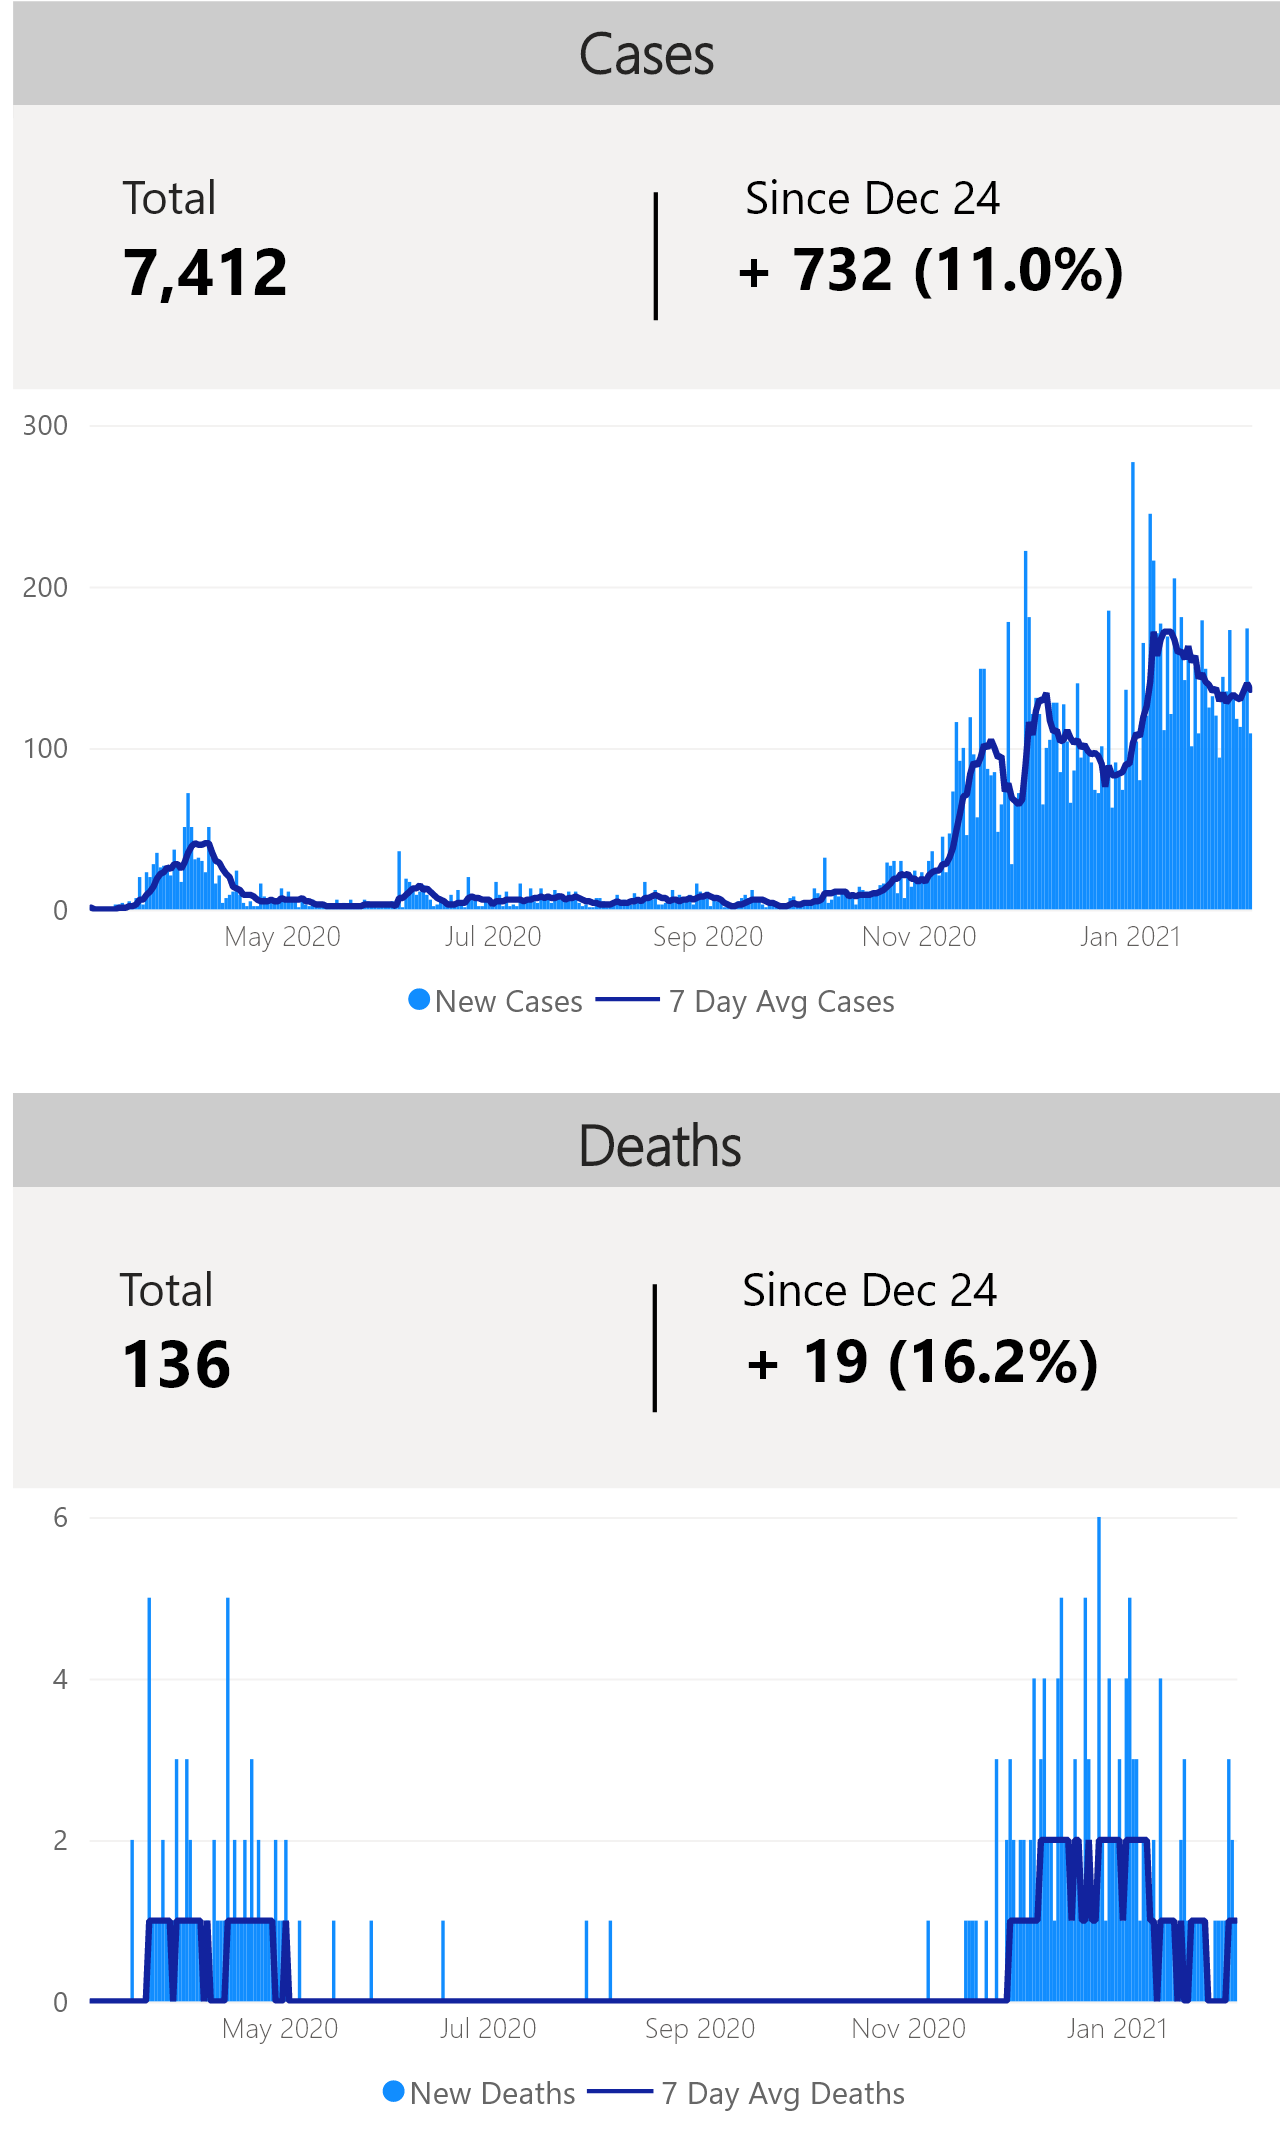 Cases
Total
7,412
Since Dec 24
+ 732 (11.0%)
300
200
100
0
May 2020 Jul 2020 Sep 2020 Nov 2020 Jan 2021
New Cases 7 Day Avg Cases
Deaths
Total
136
Since Dec 24
+ 19 (16.2%)
6
4
2
0
May 2020 Jul 2020 Sep 2020 Nov 2020 Jan 2021
New Deaths 7 Day Avg Deaths